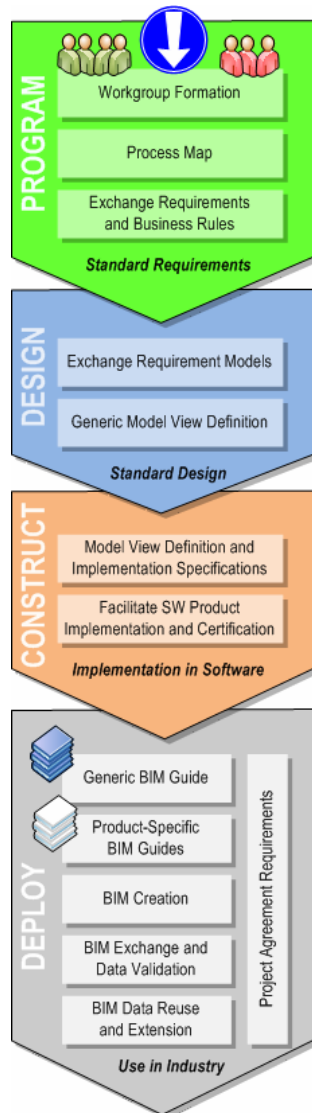 PROGRAM
Workgroup Formation
Process Map
Exchange Requirements
and Business Rules
Standard Requirements
DESIGN
Exchange Requirement Models
Generic Model View Definition
Standard Design
CONSTRUCT
Model View Definition and
Implementation Specifications
Facilitate SW Product
Implementation and Certification
Implementation in Software
DEPLOY
Generic BIM Guide
Product-Specific
BIM Guides
BIM Creation
BIM Exchange and
Data Validation
BIM Data Reuse
and Extension
Project Agreement Requirements
Use in Industry